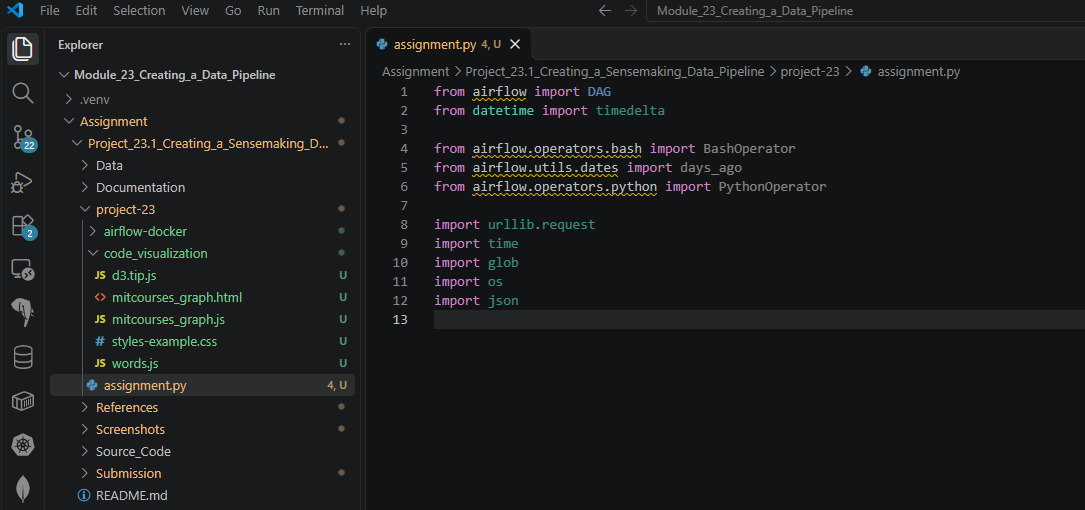 File Edit Selection View Go Run Terminal Help
Module_23_Creating_a_Data_Pipeline
Explorer
Module_23_Creating_a_Data_Pipeline
.venv
Assignment
Project_23.1_Creating_a_Sensemaking_D...
Data
Documentation
project-23
airflow-docker
code_visualization
JS d3.tip.js U
<> mitcourses_graph.html U
JS mitcourses_graph.js U
# styles-example.css U
JS words.js U
assignment.py 4, U
References
Screenshots
Source_Code
Submission
README.md
22
2
assignment.py 4, U
Assignment > Project_23.1_Creating_a_Sensemaking_Data_Pipeline > project-23 > assignment.py
1 from airflow import DAG
2 from datetime import timedelta
3
4 from airflow.operators.bash import BashOperator
5 from airflow.utils.dates import days_ago
6 from airflow.operators.python import PythonOperator
7
8 import urllib.request
9 import time
10 import glob
11 import os
12 import json
13